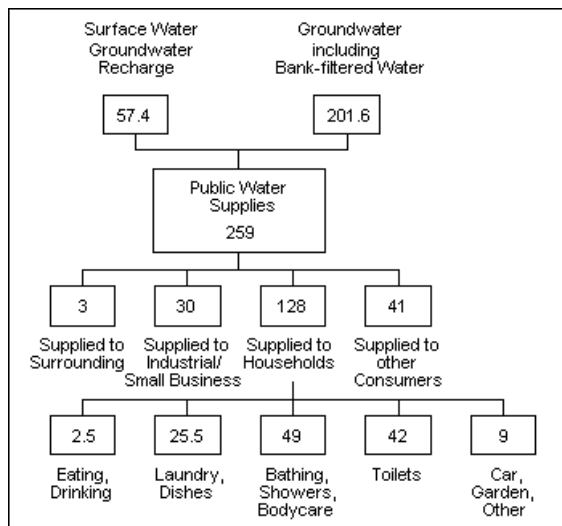 Surface Water
Groundwater
Recharge
Groundwater
including
Bank-filtered Water
57.4
201.6
Public Water
Supplies
259
3
30
128
41
Supplied to
Surrounding
Supplied to
Industrial/
Small Business
Supplied to
Households
Supplied to
other
Consumers
2.5
25.5
49
42
9
Eating,
Drinking
Laundry,
Dishes
Bathing,
Showers,
Bodycare
Toilets
Car,
Garden,
Other